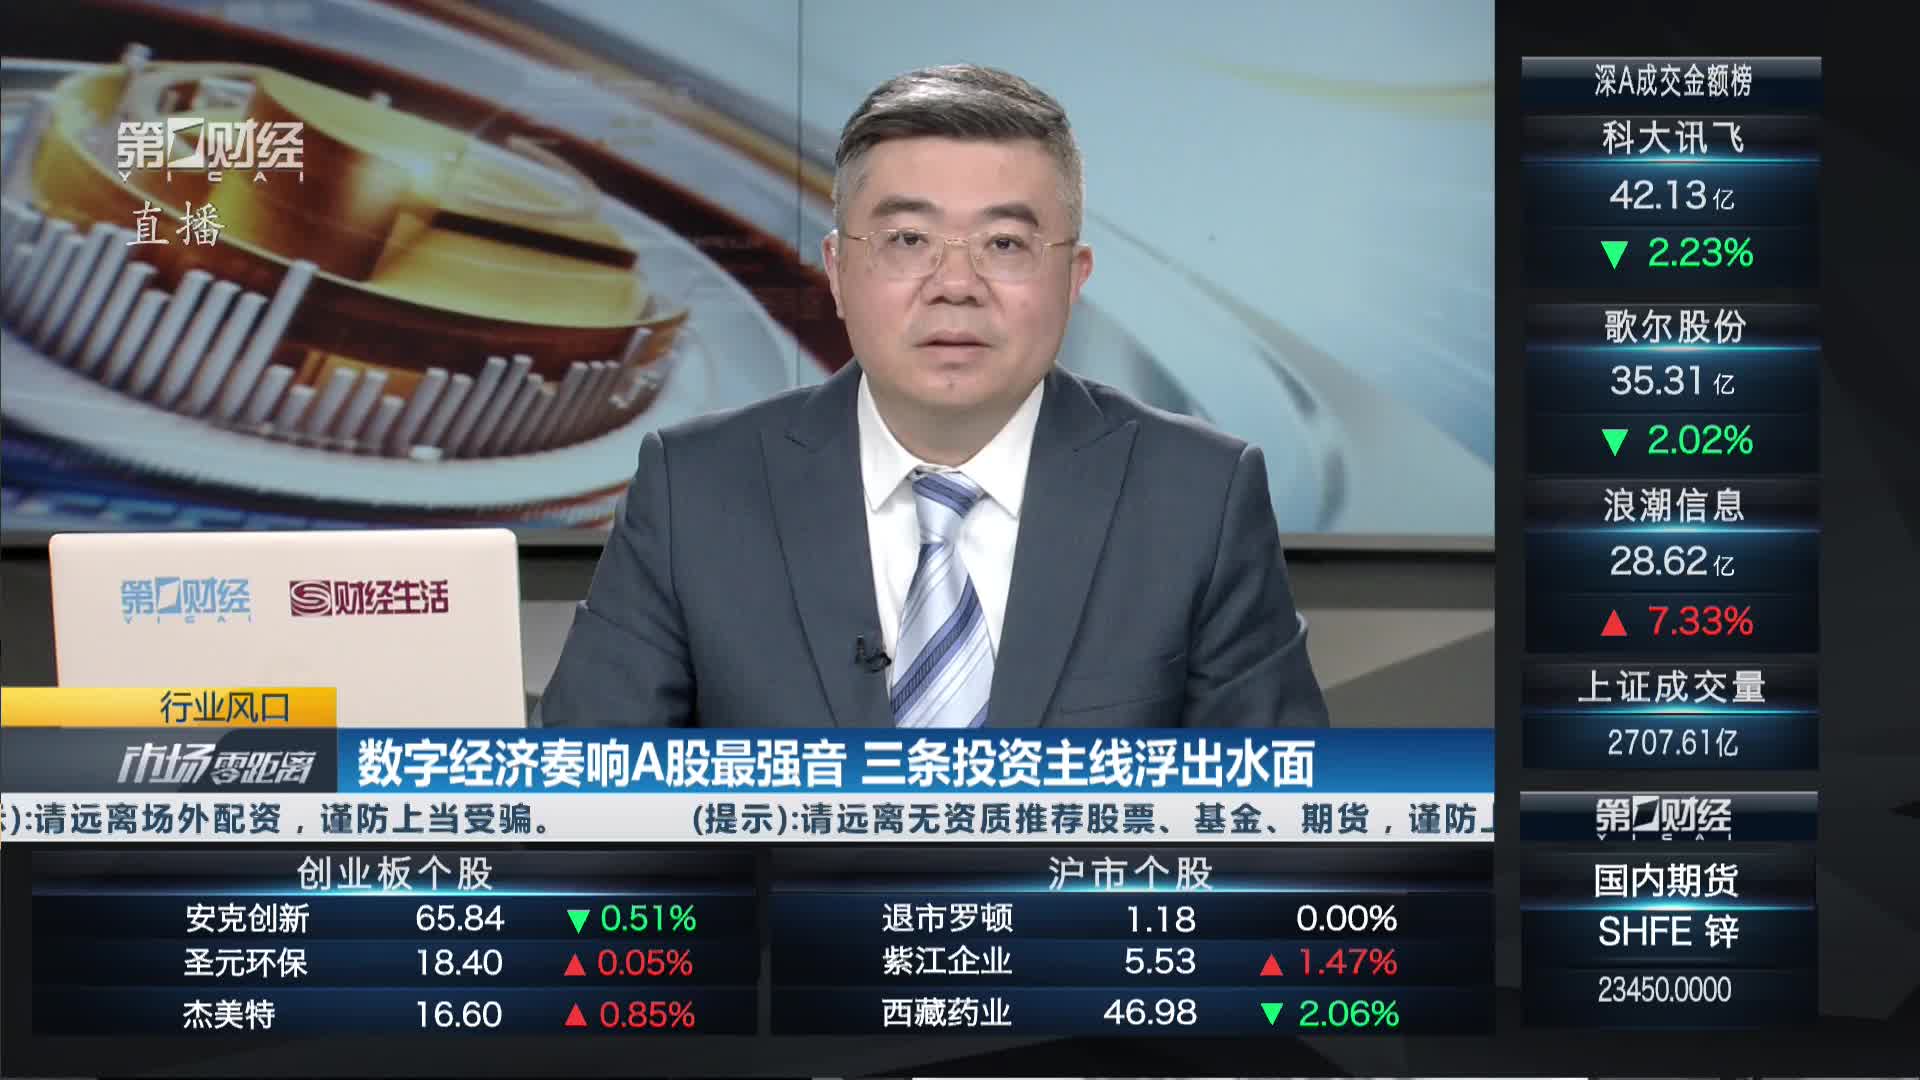 第一财经
YICAI
直播
第一财经
YICAI
财经生活
行业风口
市场零距离
数字经济奏响A股最强音 三条投资主线浮出水面
):请远离场外配资，谨防上当受骗。 (提示):请远离无资质推荐股票、基金、期货，谨防上
创业板个股
安克创新 65.84 ▼ 0.51%
圣元环保 18.40 ▲ 0.05%
杰美特 16.60 ▲ 0.85%
沪市个股
退市罗顿 1.18 0.00%
紫江企业 5.53 ▲ 1.47%
西藏药业 46.98 ▼ 2.06%
深A成交金额榜
科大讯飞
42.13亿
▼ 2.23%
歌尔股份
35.31亿
▼ 2.02%
浪潮信息
28.62亿
▲ 7.33%
上证成交量
2707.61亿
第一财经
YICAI
国内期货
SHFE 锌
23450.0000